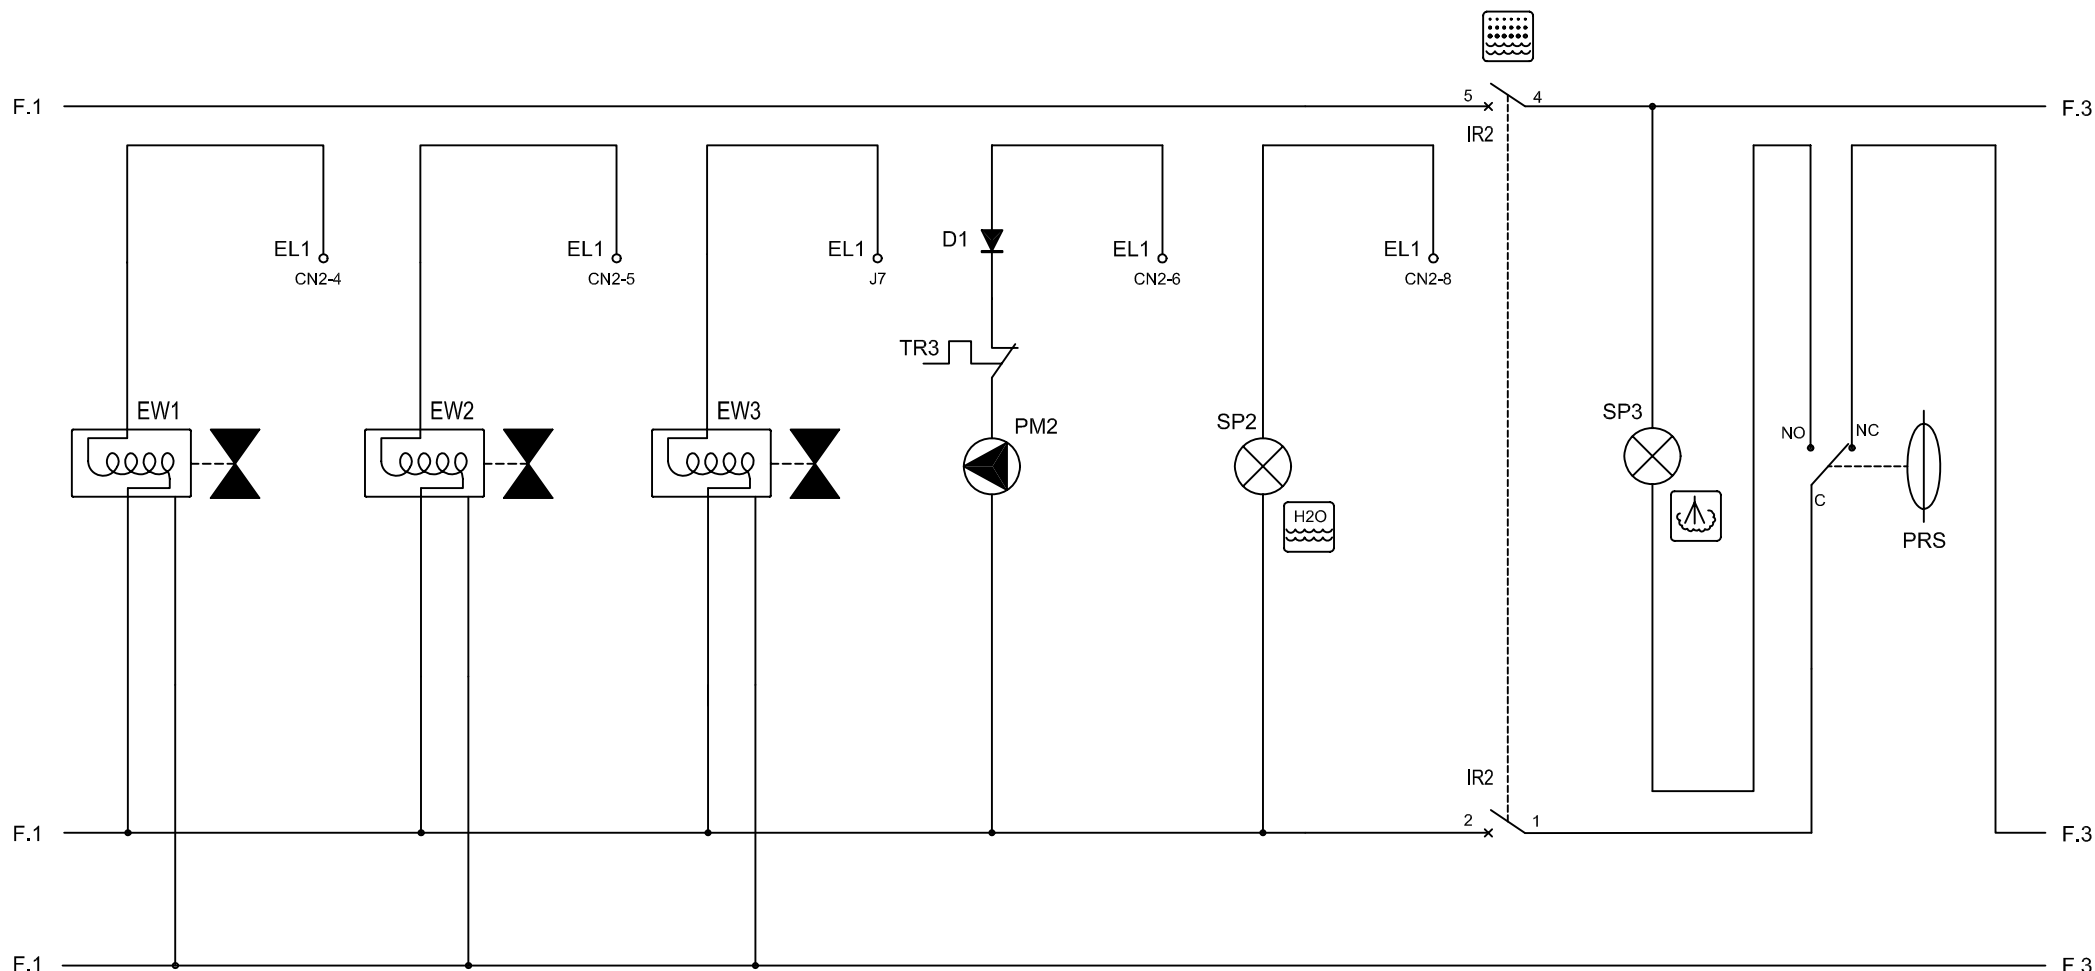 5 4
F.1 F.3
IR2
EL1 EL1 EL1 D1 EL1 EL1
CN2-4 CN2-5 J7 CN2-6 CN2-8
TR3
EW1 EW2 EW3 PM2 SP2 SP3 NO NC
C
H2O
PRS
IR2
2 1
F.1 F.3
F.1 F.3